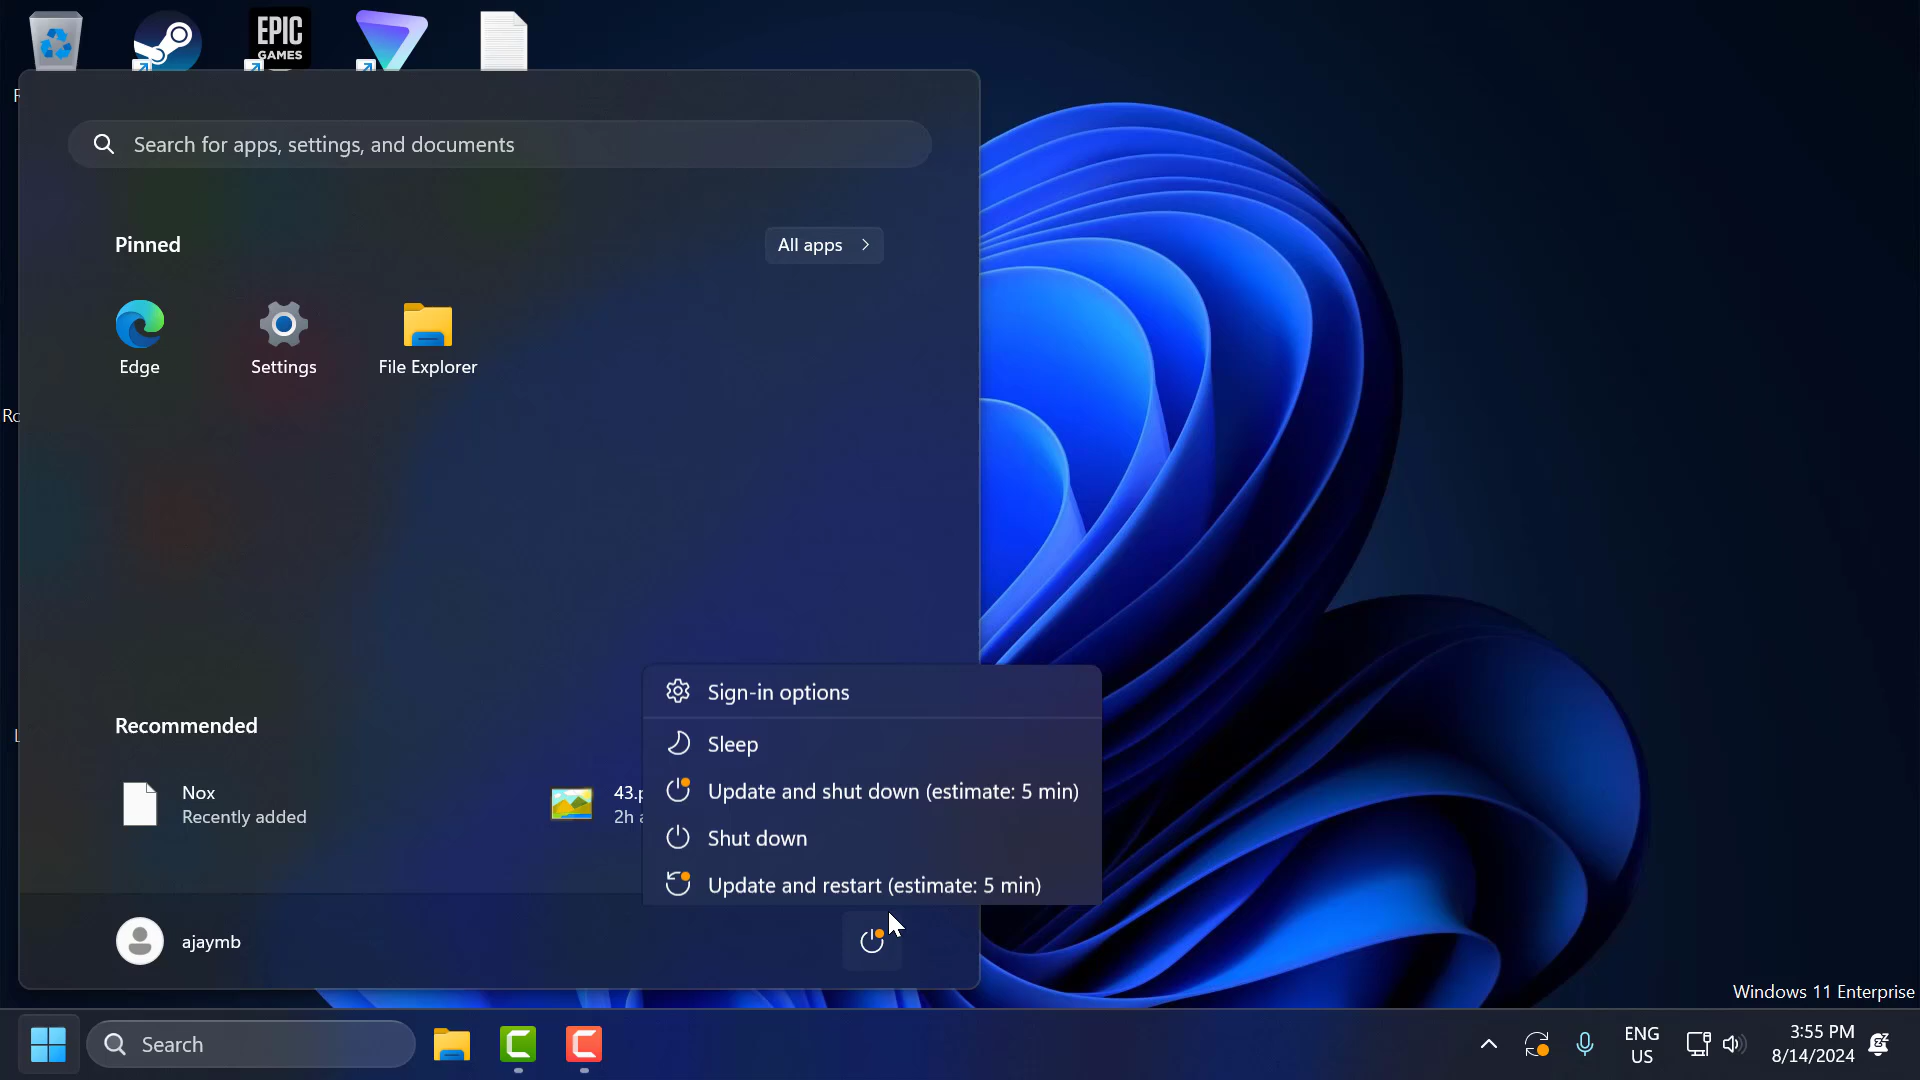 EPIC
GAMES
Search for apps, settings, and documents
Pinned
All apps
Edge
Settings
File Explorer
Recommended
Nox
Recently added
2h
Sign-in options
Sleep
Update and shut down (estimate: 5 min)
Shut down
Update and restart (estimate: 5 min)
ajaymb
Windows 11 Enterprise
Search
ENG
US
3:55 PM
8/14/2024